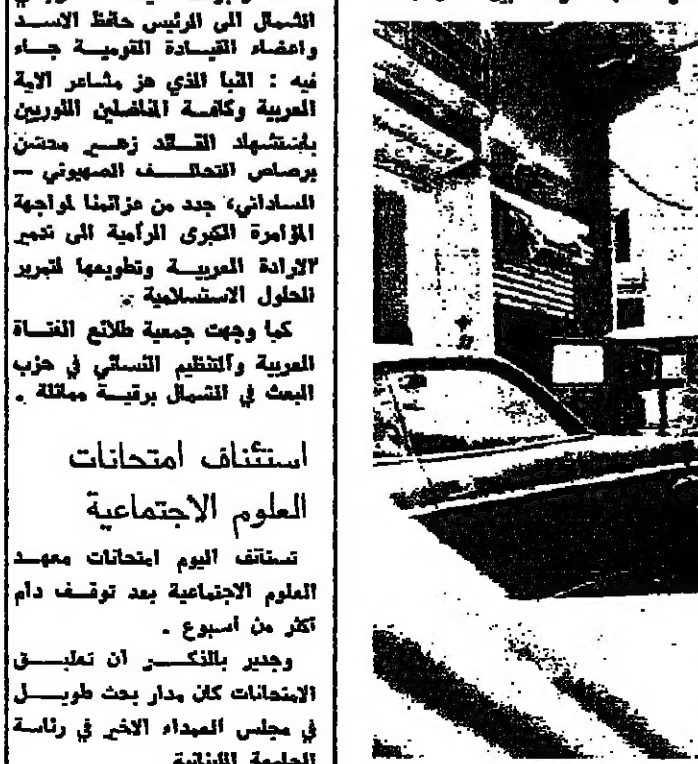 الشمال الى الرئيس حافظ الاسد
واعضاء القيادة القومية جاء
فيه : النبا الذي هز مشاعر الامة
العربية وكافة المناضلين الثوريين
باستشهاد القائد زهير محسن
برصاص التحالف الصهيوني —
الساداتي، جدد من عزائمنا لمواجهة
المؤامرة الكبرى الرامية الى تدمير
الارادة العربية وتطويعها لتمرير
الحلول الاستسلامية .
كما وجهت جمعية طلائع الفتاة
العربية والتنظيم النسائي في حزب
البعث في الشمال برقية مماثلة .
استئناف امتحانات
العلوم الاجتماعية
تستانف اليوم امتحانات معهد
العلوم الاجتماعية بعد توقف دام
اكثر من اسبوع .
وجدير بالذكر ان تعليق
الامتحانات كان مدار بحث طويل
في مجلس العمداء الاخير في رئاسة
الجامعة اللبنانية